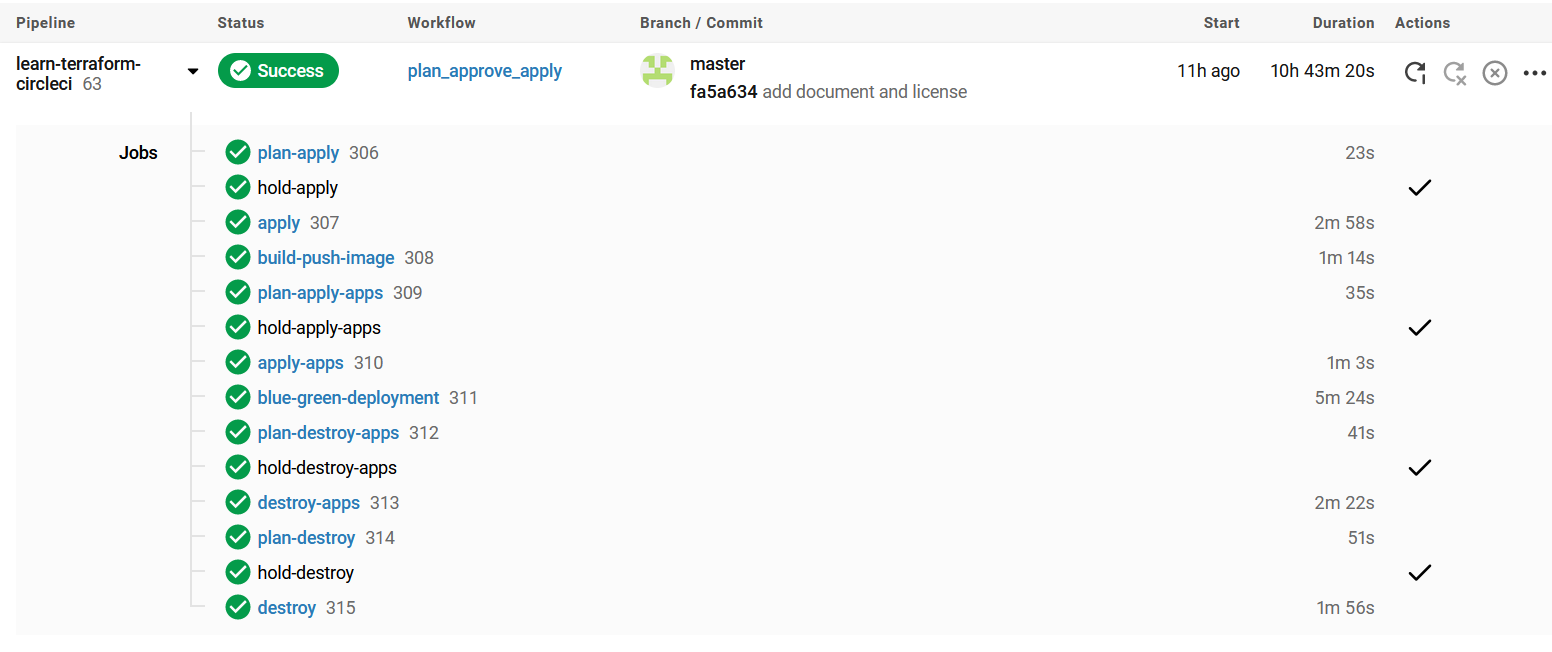 Pipeline Status Workflow Branch / Commit Start Duration Actions
learn-terraform-circleci 63 Success plan_approve_apply master 11h ago 10h 43m 20s
fa5a634 add document and license
Jobs plan-apply 306 23s
hold-apply
apply 307 2m 58s
build-push-image 308 1m 14s
plan-apply-apps 309 35s
hold-apply-apps
apply-apps 310 1m 3s
blue-green-deployment 311 5m 24s
plan-destroy-apps 312 41s
hold-destroy-apps
destroy-apps 313 2m 22s
plan-destroy 314 51s
hold-destroy
destroy 315 1m 56s